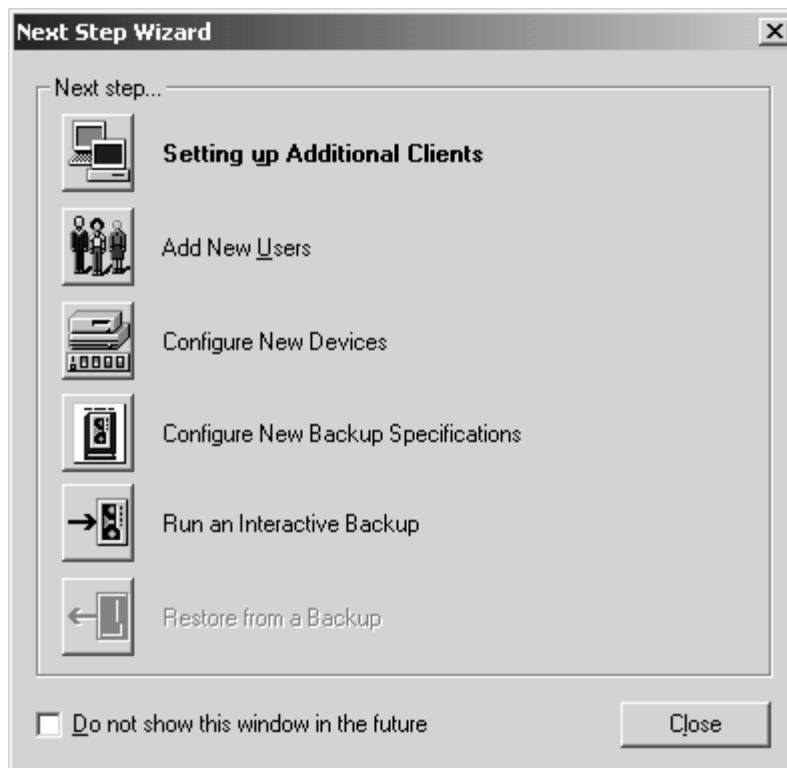 Next Step Wizard
Next step...
Setting up Additional Clients
Add New Users
Configure New Devices
Configure New Backup Specifications
Run an Interactive Backup
Restore from a Backup
Do not show this window in the future
Close